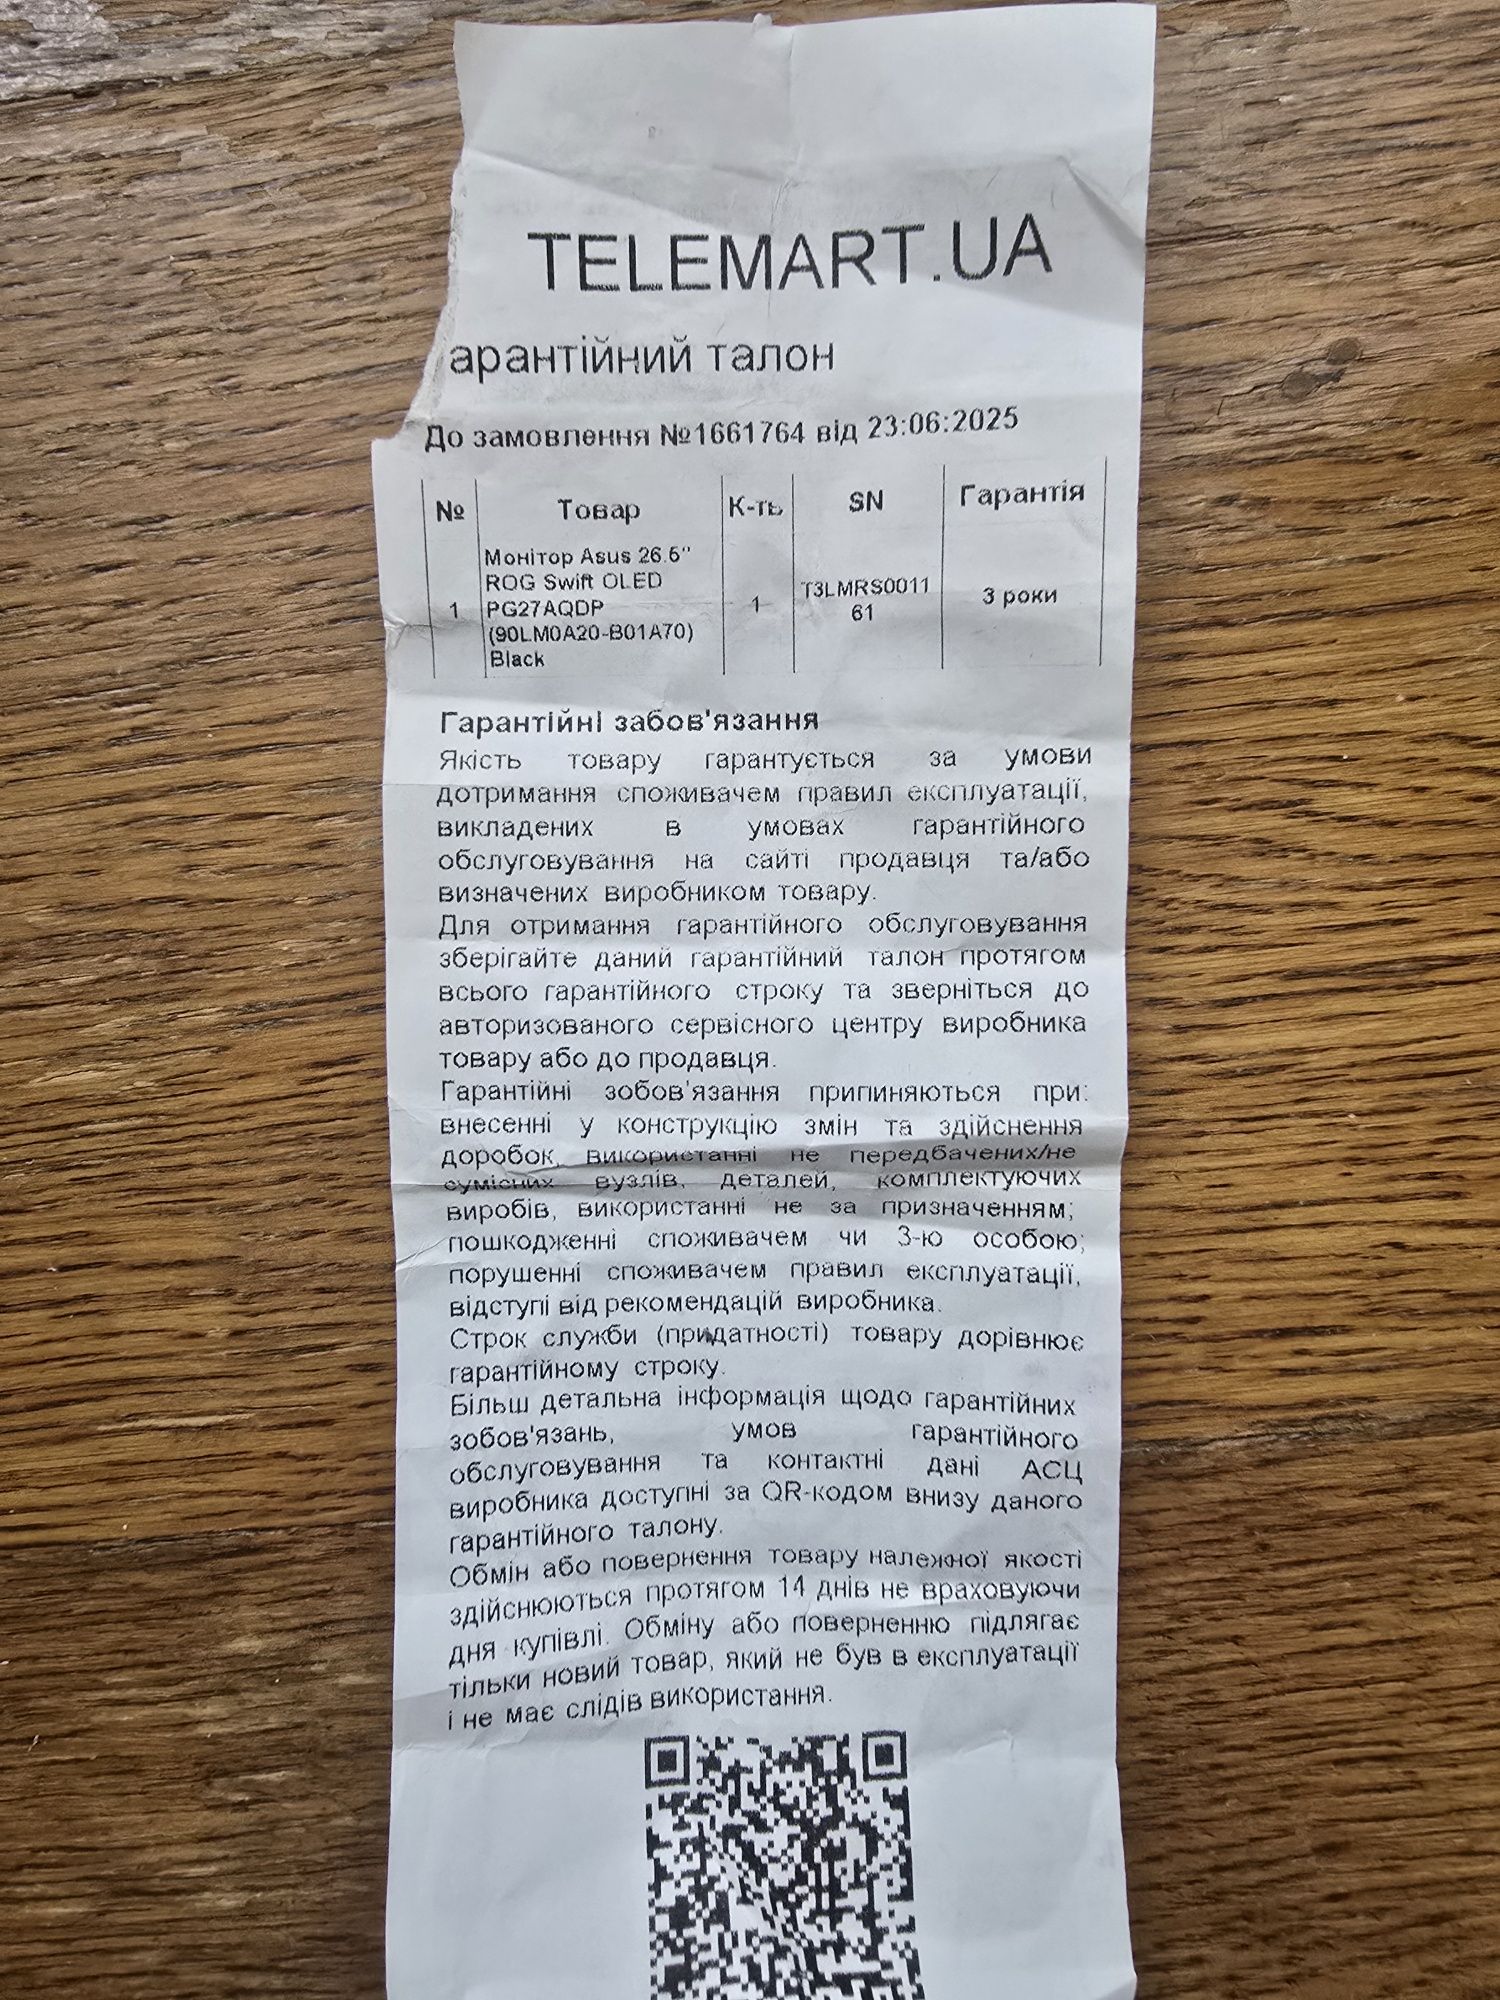 TELEMART.UA
арантійний талон
До замовлення №1661764 від 23:06:2025
№ Товар К-ть SN Гарантія
Монітор Asus 26.5"
ROG Swift OLED
1 PG27AQDP 1 T3LMRS0011 3 роки
61
(90LM0A20-B01A70)
Black
Гарантійні забов'язання
Якість товару гарантується за умови
дотримання споживачем правил експлуатації,
викладених в умовах гарантійного
обслуговування на сайті продавця та/або
визначених виробником товару.
Для отримання гарантійного обслуговування
зберігайте даний гарантійний талон протягом
всього гарантійного строку та зверніться до
авторизованого сервісного центру виробника
товару або до продавця.
Гарантійні зобов'язання припиняються при:
внесенні у конструкцію змін та здійснення
доробок, використанні не передбачених/не
сумісних вузлів, деталей, комплектуючих
виробів, використанні не за призначенням;
пошкодженні споживачем чи 3-ю особою;
порушенні споживачем правил експлуатації,
відступі від рекомендацій виробника.
Строк служби (придатності) товару дорівнює
гарантійному строку.
Більш детальна інформація щодо гарантійних
зобов'язань, умов гарантійного
обслуговування та контактні дані АСЦ
виробника доступні за QR-кодом внизу даного
гарантійного талону.
Обмін або повернення товару належної якості
здійснюються протягом 14 днів не враховуючи
дня купівлі. Обміну або поверненню підлягає
тільки новий товар, який не був в експлуатації
і не має слідів використання.